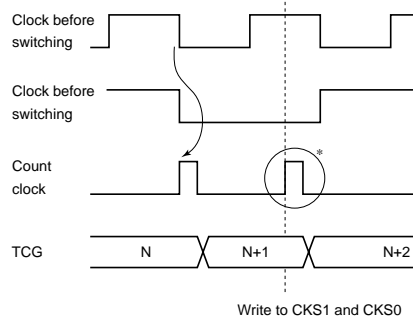 Clock before
switching
Clock before
switching
Count
clock
*
TCG
N
N+1
N+2
Write to CKS1 and CKS0